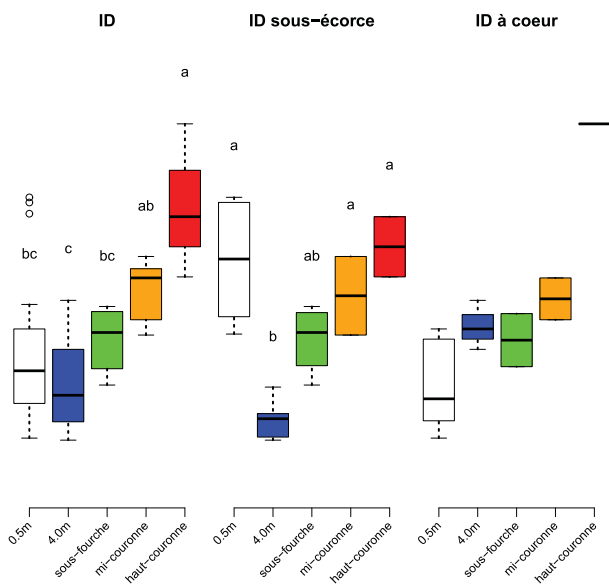 ID
ID sous−écorce
ID à coeur
a
a
a
ab
a
bc
c
bc
ab
b
0.5m
4.0m
sous−fourche
mi−couronne
haut−couronne
0.5m
4.0m
sous−fourche
mi−couronne
haut−couronne
0.5m
4.0m
sous−fourche
mi−couronne
haut−couronne